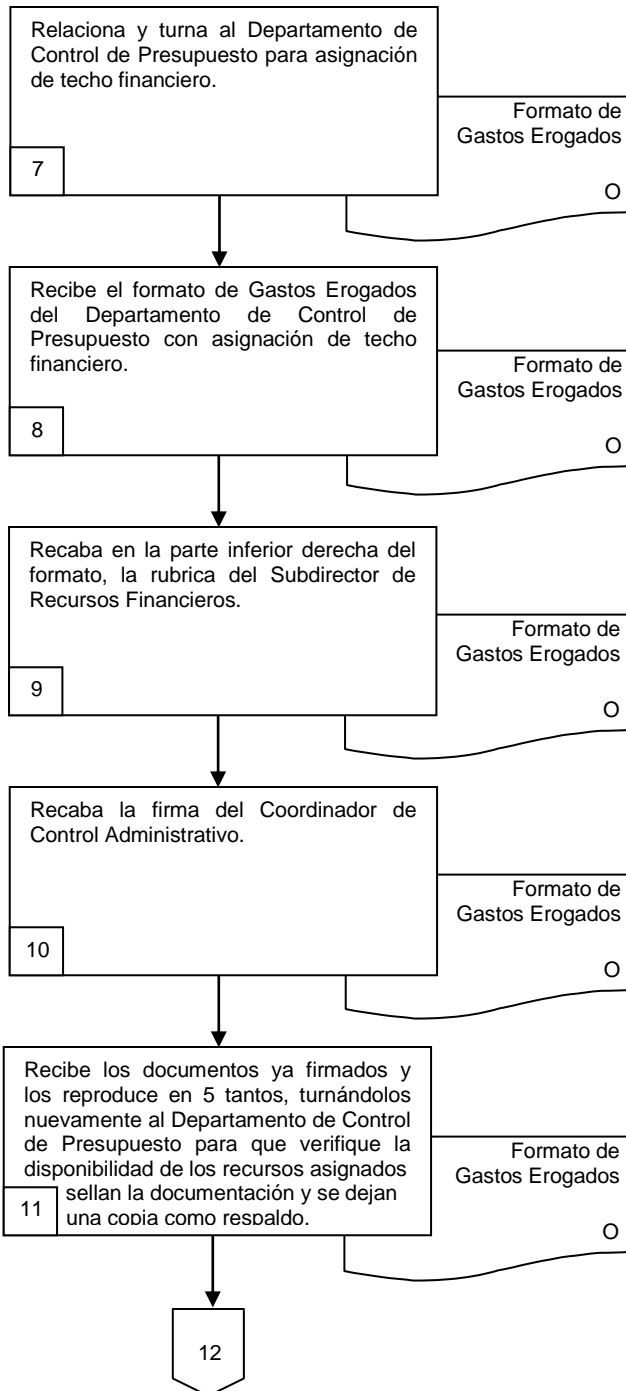 Relaciona y turna al Departamento de
Control de Presupuesto para asignación
de techo financiero.
7
Formato de
Gastos Erogados
O
Recibe el formato de Gastos Erogados
del Departamento de Control de
Presupuesto con asignación de techo
financiero.
8
Formato de
Gastos Erogados
O
Recaba en la parte inferior derecha del
formato, la rubrica del Subdirector de
Recursos Financieros.
9
Formato de
Gastos Erogados
O
Recaba la firma del Coordinador de
Control Administrativo.
10
Formato de
Gastos Erogados
O
Recibe los documentos ya firmados y
los reproduce en 5 tantos, turnándolos
nuevamente al Departamento de Control
de Presupuesto para que verifique la
disponibilidad de los recursos asignados
sellan la documentación y se dejan
una copia como respaldo.
11
Formato de
Gastos Erogados
O
12